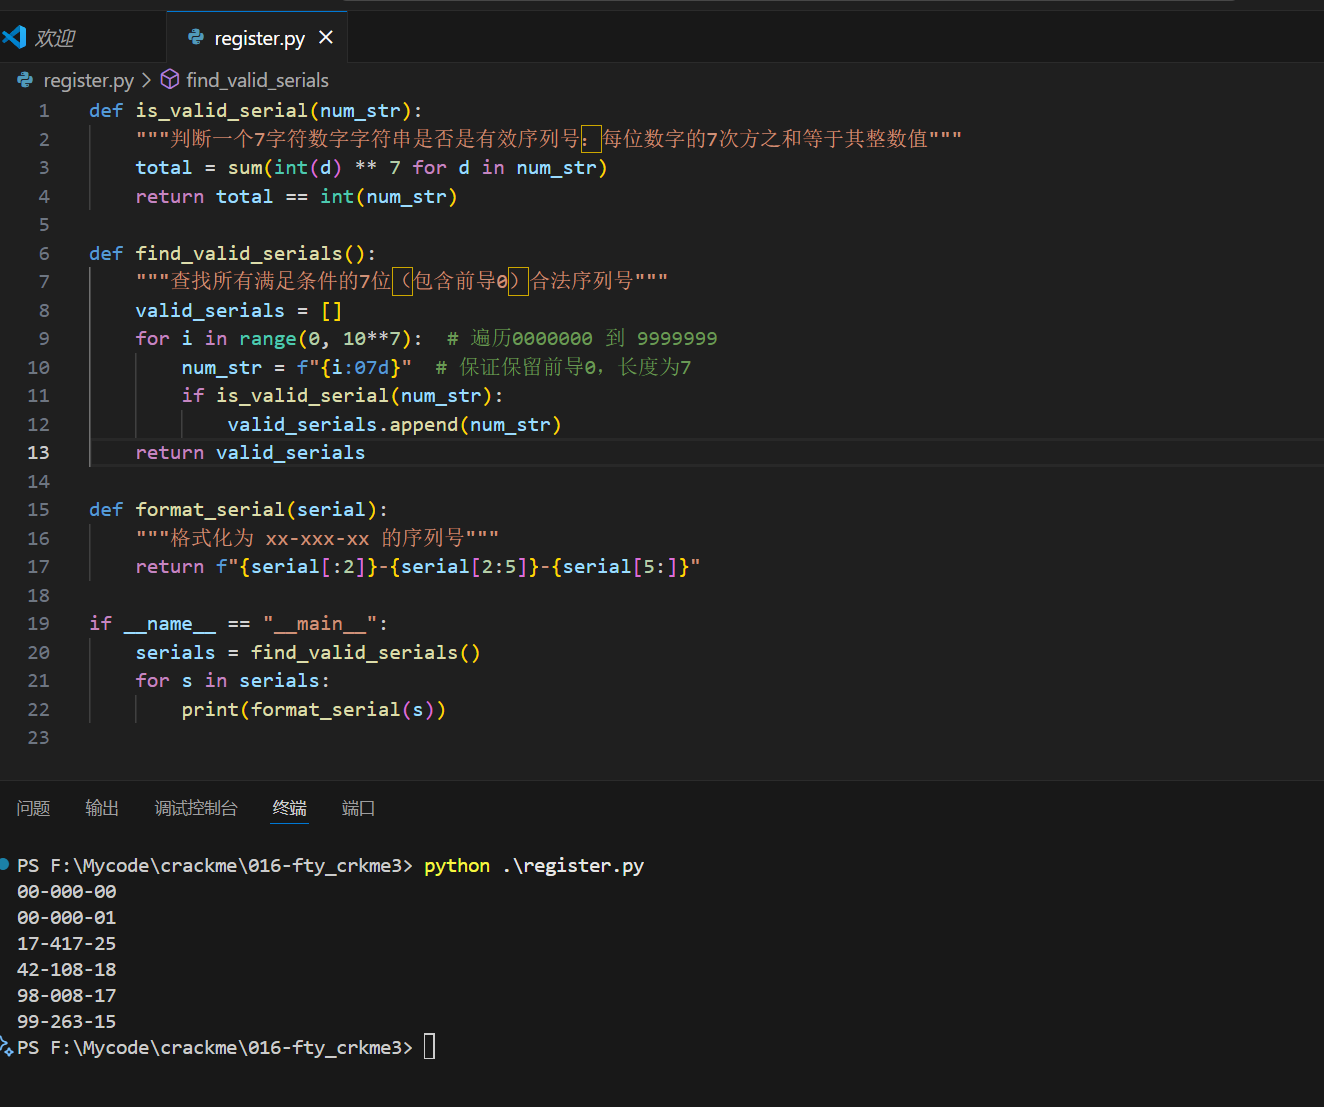 欢迎 register.py ×
register.py > find_valid_serials
1 def is_valid_serial(num_str):
2     """判断一个7字符数字字符串是否是有效序列号：每位数字的7次方之和等于其整数值"""
3     total = sum(int(d) ** 7 for d in num_str)
4     return total == int(num_str)
5
6 def find_valid_serials():
7     """查找所有满足条件的7位（包含前导0）合法序列号"""
8     valid_serials = []
9     for i in range(0, 10**7):  # 遍历0000000 到 9999999
10         num_str = f"{i:07d}"  # 保证保留前导0，长度为7
11         if is_valid_serial(num_str):
12             valid_serials.append(num_str)
13     return valid_serials
14
15 def format_serial(serial):
16     """格式化为 xx-xxx-xx 的序列号"""
17     return f"{serial[:2]}-{serial[2:5]}-{serial[5:]}"
18
19 if __name__ == "__main__":
20     serials = find_valid_serials()
21     for s in serials:
22         print(format_serial(s))
23
问题 输出 调试控制台 终端 端口
PS F:\Mycode\crackme\016-fty_crkme3> python .\register.py
00-000-00
00-000-01
17-417-25
42-108-18
98-008-17
99-263-15
PS F:\Mycode\crackme\016-fty_crkme3>